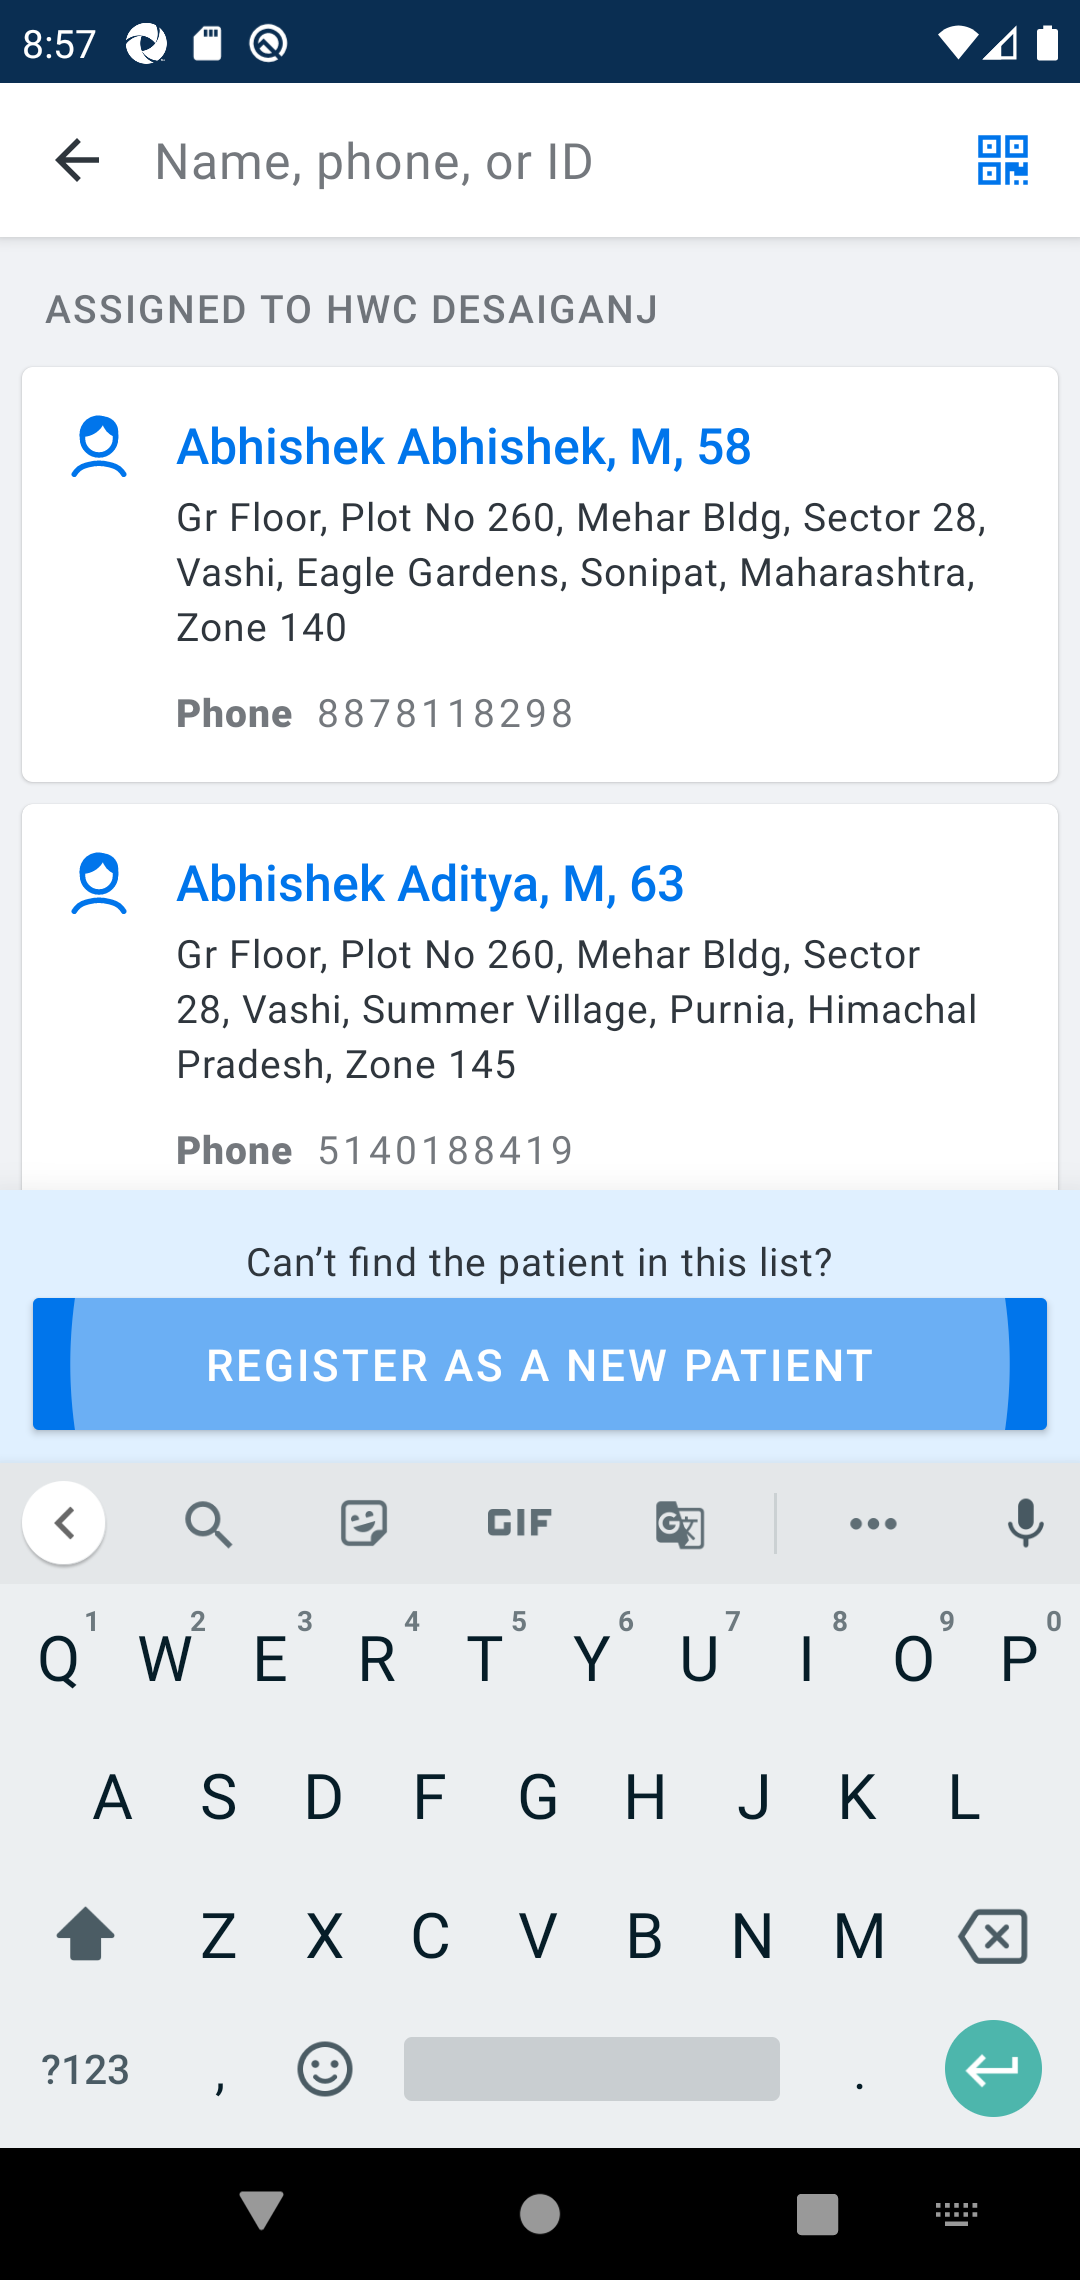 8:57
Name, phone, or ID
ASSIGNED TO HWC DESAIGANJ
Abhishek Abhishek, M, 58
Gr Floor, Plot No 260, Mehar Bldg, Sector 28,
Vashi, Eagle Gardens, Sonipat, Maharashtra,
Zone 140
Phone 8878118298
Abhishek Aditya, M, 63
Gr Floor, Plot No 260, Mehar Bldg, Sector
28, Vashi, Summer Village, Purnia, Himachal
Pradesh, Zone 145
Phone 5140188419
Can’t find the patient in this list?
REGISTER AS A NEW PATIENT
GIF
1 2 3 4 5 6 7 8 9 0
Q W E R T Y U I O P
A S D F G H J K L
Z X C V B N M
?123 , .